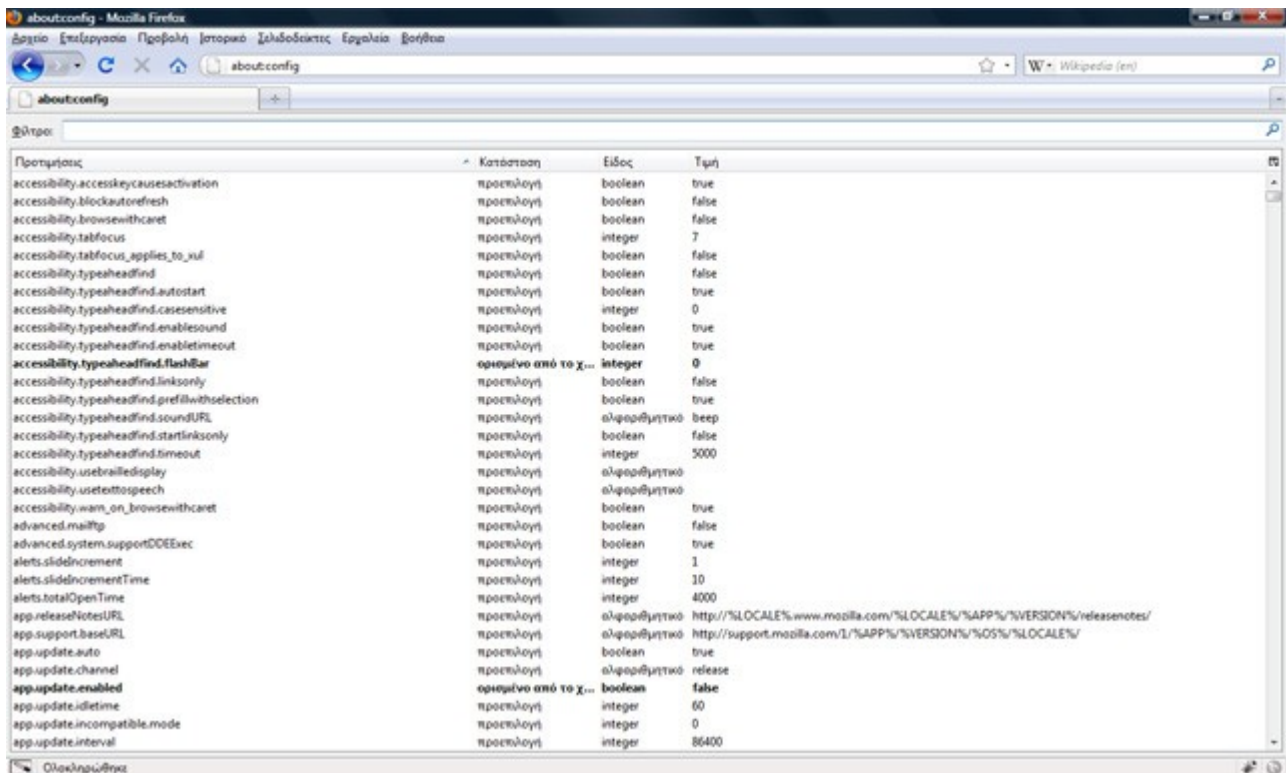 about:config - Mozilla Firefox
Αρχείο Επεξεργασία Προβολή Ιστορικό Σελιδοδείκτες Εργαλεία Βοήθεια
about:config W Wikipedia (en)
about:config
Φίλτρο:
Προτιμήσεις Κατάσταση Είδος Τιμή
accessibility.accesskeycausesactivation προεπιλογή boolean true
accessibility.blockautorefresh προεπιλογή boolean false
accessibility.browsewithcaret προεπιλογή boolean false
accessibility.tabfocus προεπιλογή integer 7
accessibility.tabfocus_applies_to_xul προεπιλογή boolean false
accessibility.typeaheadfind προεπιλογή boolean false
accessibility.typeaheadfind.autostart προεπιλογή boolean true
accessibility.typeaheadfind.casesensitive προεπιλογή integer 0
accessibility.typeaheadfind.enablesound προεπιλογή boolean true
accessibility.typeaheadfind.enabletimeout προεπιλογή boolean true
accessibility.typeaheadfind.flashBar ορισμένο από το χ... integer 0
accessibility.typeaheadfind.linksonly προεπιλογή boolean false
accessibility.typeaheadfind.prefillwithselection προεπιλογή boolean true
accessibility.typeaheadfind.soundURL προεπιλογή αλφαριθμητικό beep
accessibility.typeaheadfind.startlinksonly προεπιλογή boolean false
accessibility.typeaheadfind.timeout προεπιλογή integer 5000
accessibility.usebrailledisplay προεπιλογή αλφαριθμητικό
accessibility.usetexttospeech προεπιλογή αλφαριθμητικό
accessibility.warn_on_browsewithcaret προεπιλογή boolean true
advanced.mailftp προεπιλογή boolean false
advanced.system.supportDDEExec προεπιλογή boolean true
alerts.slideIncrement προεπιλογή integer 1
alerts.slideIncrementTime προεπιλογή integer 10
alerts.totalOpenTime προεπιλογή integer 4000
app.releaseNotesURL προεπιλογή αλφαριθμητικό http://%LOCALE%.www.mozilla.com/%LOCALE%/%APP%/%VERSION%/releasenotes/
app.support.baseURL προεπιλογή αλφαριθμητικό http://support.mozilla.com/1/%APP%/%VERSION%/%OS%/%LOCALE%/
app.update.auto προεπιλογή boolean true
app.update.channel προεπιλογή αλφαριθμητικό release
app.update.enabled ορισμένο από το χ... boolean false
app.update.idletime προεπιλογή integer 60
app.update.incompatible.mode προεπιλογή integer 0
app.update.interval προεπιλογή integer 86400
Ολοκληρώθηκε